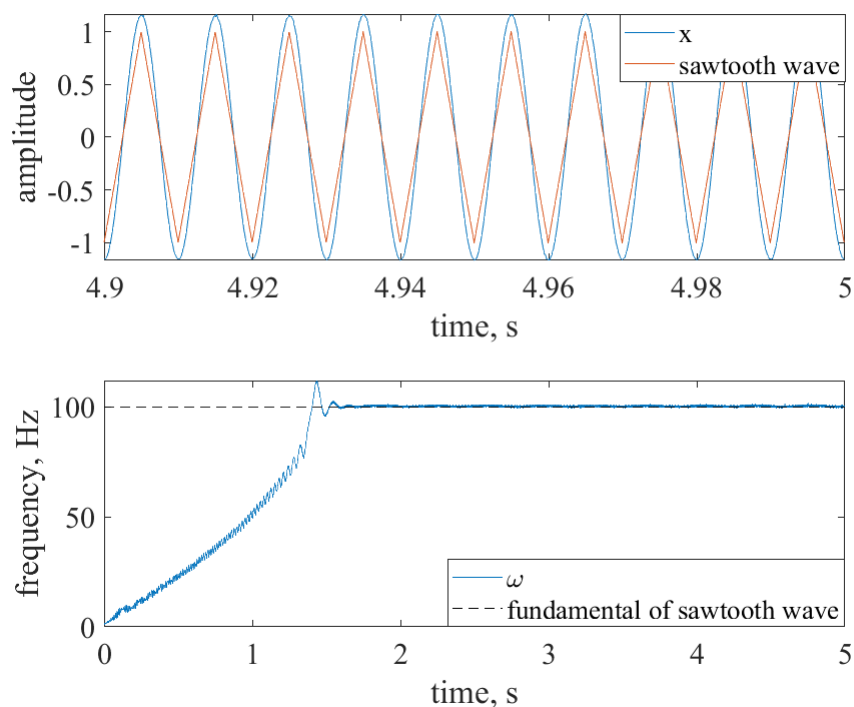 amplitude
1
0.5
0
-0.5
-1
x
sawtooth wave
4.9
4.92
4.94
4.96
4.98
5
time, s
frequency, Hz
100
50
0
ω
fundamental of sawtooth wave
0
1
2
3
4
5
time, s